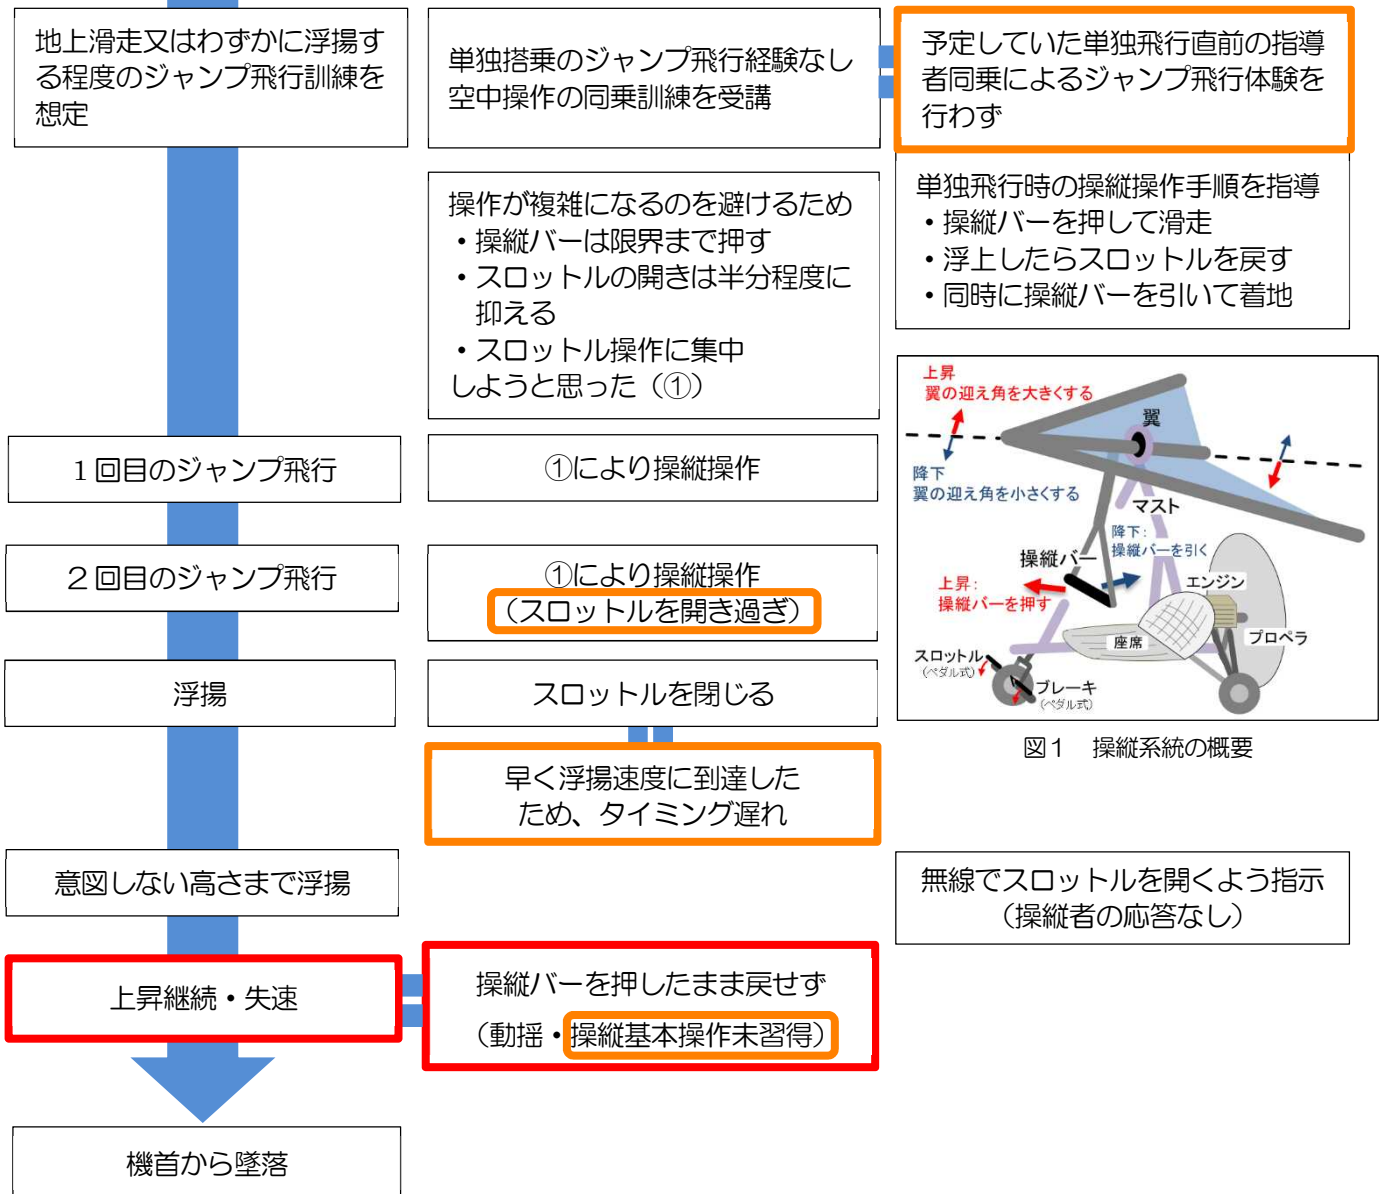 地上滑走又はわずかに浮揚す
る程度のジャンプ飛行訓練を
想定
単独搭乗のジャンプ飛行経験なし
空中操作の同乗訓練を受講
予定していた単独飛行直前の指導
者同乗によるジャンプ飛行体験を
行わず
操作が複雑になるのを避けるため
・操縦バーは限界まで押す
・スロットルの開きは半分程度に
抑える
・スロットル操作に集中
しようと思った（①）
単独飛行時の操縦操作手順を指導
・操縦バーを押して滑走
・浮上したらスロットルを戻す
・同時に操縦バーを引いて着地
1回目のジャンプ飛行
①により操縦操作
2回目のジャンプ飛行
①により操縦操作
（スロットルを開き過ぎ）
浮揚
スロットルを閉じる
早く浮揚速度に到達した
ため、タイミング遅れ
上昇
翼の迎え角を大きくする
翼
降下
翼の迎え角を小さくする
マスト
降下：
操縦バーを引く
操縦バー
上昇：
操縦バーを押す
エンジン
座席
プロペラ
スロットル
（ペダル式）
ブレーキ
（ペダル式）
図1　操縦系統の概要
意図しない高さまで浮揚
無線でスロットルを開くよう指示
（操縦者の応答なし）
上昇継続・失速
操縦バーを押したまま戻せず
（動揺・操縦基本操作未習得）
機首から墜落